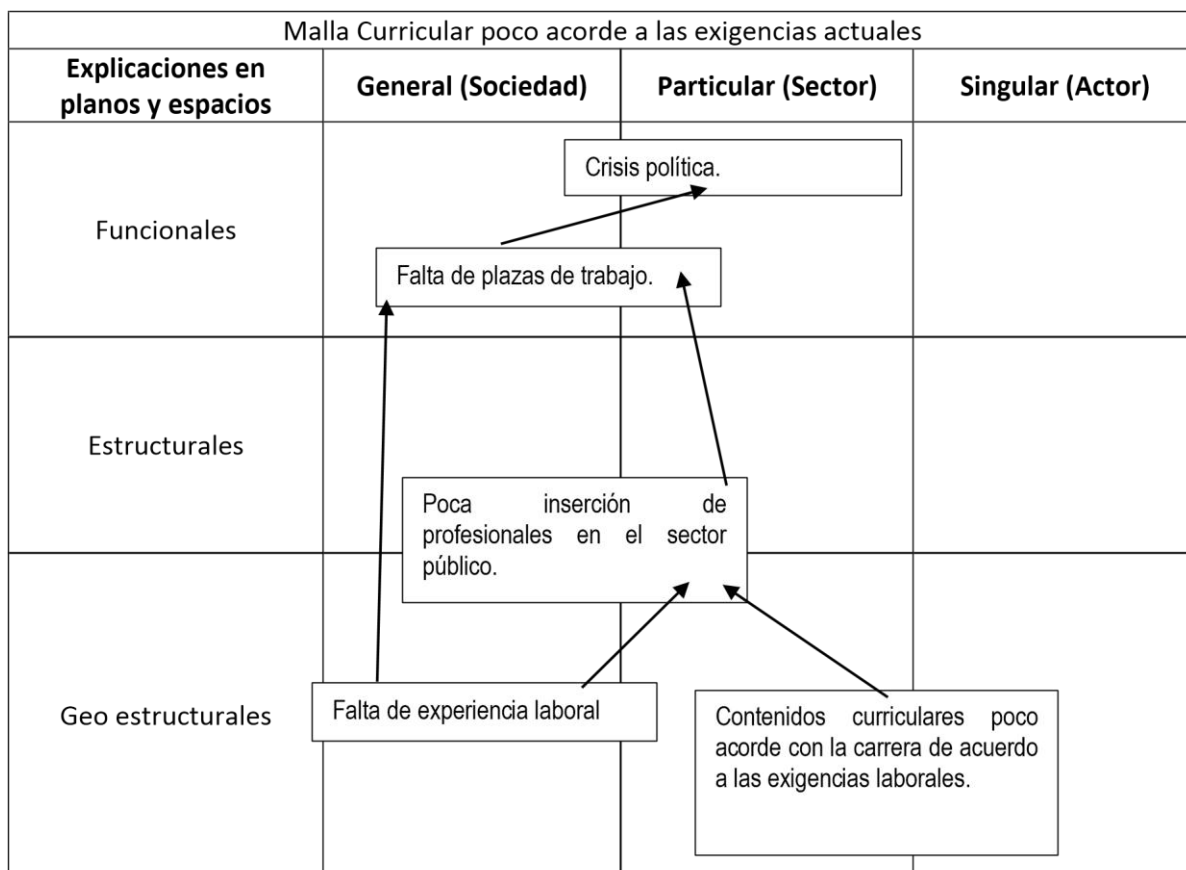 Malla Curricular poco acorde a las exigencias actuales
Explicaciones en
planos y espacios
General (Sociedad)
Particular (Sector)
Singular (Actor)
Funcionales
Crisis política.
Falta de plazas de trabajo.
Estructurales
Poca inserción de
profesionales en el sector
público.
Geo estructurales
Falta de experiencia laboral
Contenidos curriculares poco
acorde con la carrera de acuerdo
a las exigencias laborales.